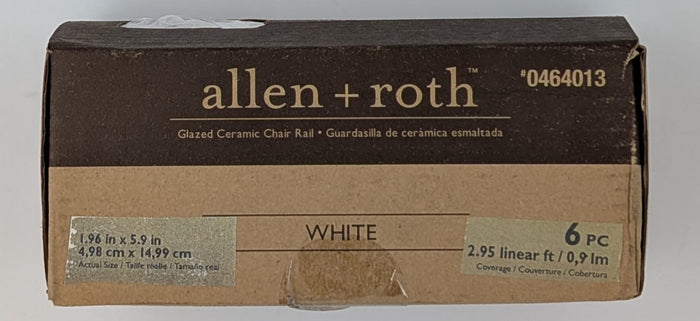 allen + roth™
#0464013
Glazed Ceramic Chair Rail • Guardasilla de cerámica esmaltada
WHITE
1.96 in x 5.9 in
4,98 cm x 14,99 cm
Actual Size / Taille réelle / Tamaño real
6 PC
2.95 linear ft / 0,9 lm
Coverage / Couverture / Cobertura